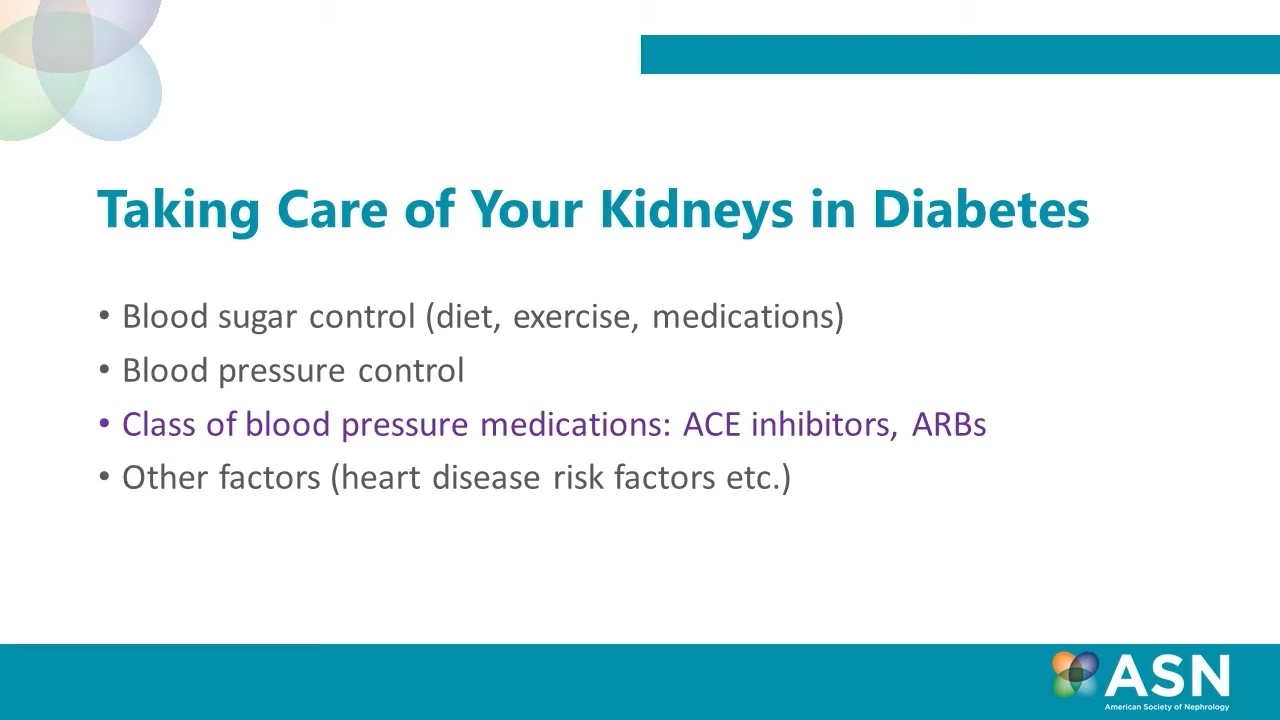 Taking Care of Your Kidneys in Diabetes
• Blood sugar control (diet, exercise, medications)
• Blood pressure control
• Class of blood pressure medications: ACE inhibitors, ARBs
• Other factors (heart disease risk factors etc.)
ASN
American Society of Nephrology